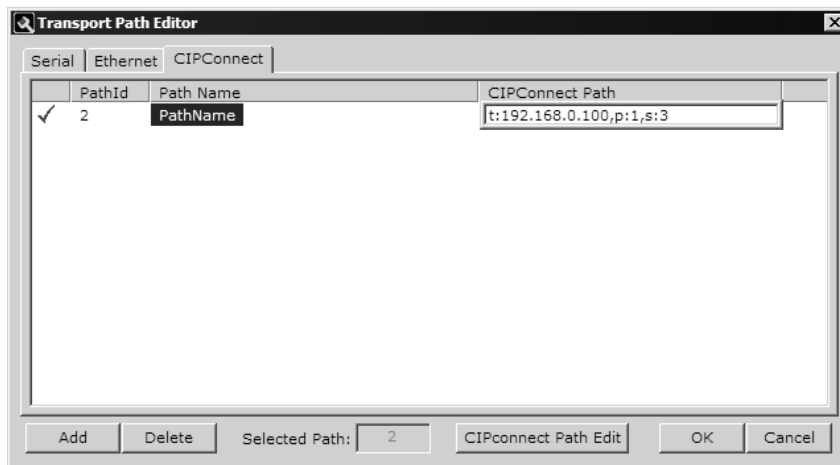 Transport Path Editor
Serial Ethernet CIPConnect
PathId Path Name CIPConnect Path
2 PathName t:192.168.0.100,p:1,s:3
Add Delete Selected Path: 2 CIPconnect Path Edit OK Cancel